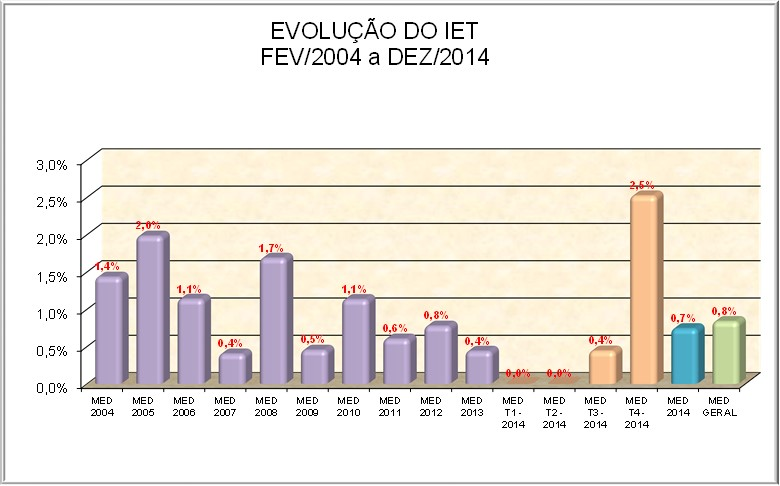 EVOLUÇÃO DO IET
FEV/2004 a DEZ/2014
3,0%
2,5%
2,0%
1,5%
1,0%
0,5%
0,0%
1,4%
2,0%
1,1%
0,4%
1,7%
0,5%
1,1%
0,6%
0,8%
0,4%
0,0%
0,0%
0,4%
2,5%
0,7%
0,8%
MED 2004
MED 2005
MED 2006
MED 2007
MED 2008
MED 2009
MED 2010
MED 2011
MED 2012
MED 2013
MED T1- 2014
MED T2- 2014
MED T3- 2014
MED T4- 2014
MED 2014
MED GERAL